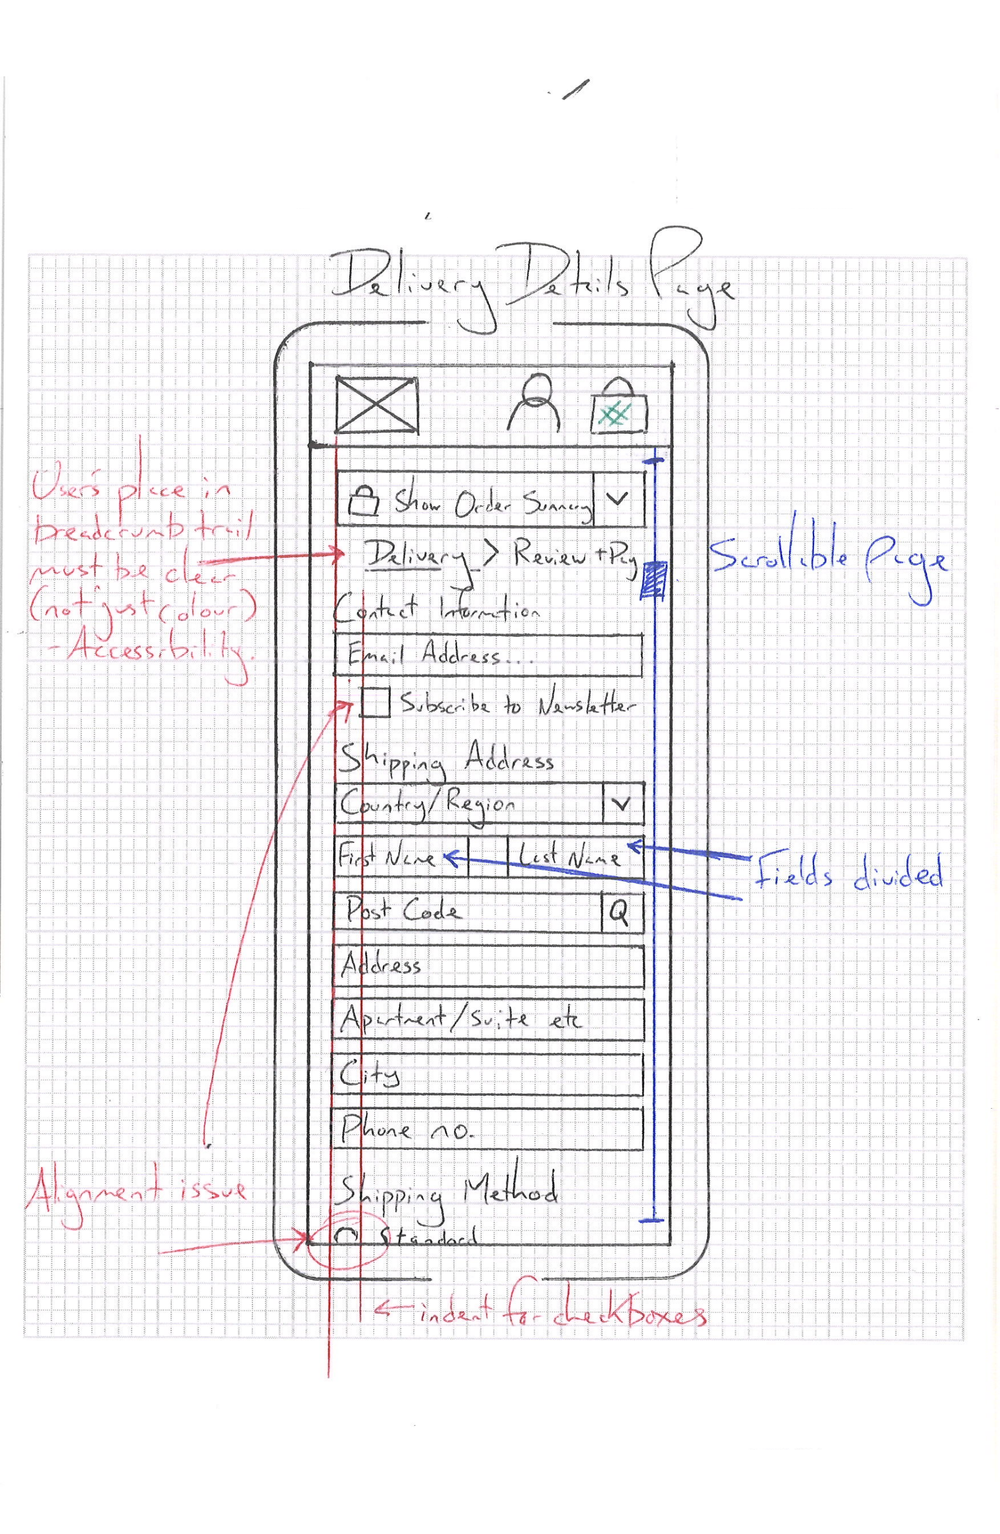 Delivery Details Page
Show Order Summary
Delivery > Review + Pay
Contact Information
Email Address...
Subscribe to Newsletter
Shipping Address
Country/Region
First Name
Last Name
Post Code
Address
Apartment/Suite etc
City
Phone no.
Shipping Method
Standard
User's place in
breadcrumb trail
must be clear
(not just colour)
- Accessibility.
Alignment issue
← indent for checkboxes
Scrollable Page
Fields divided